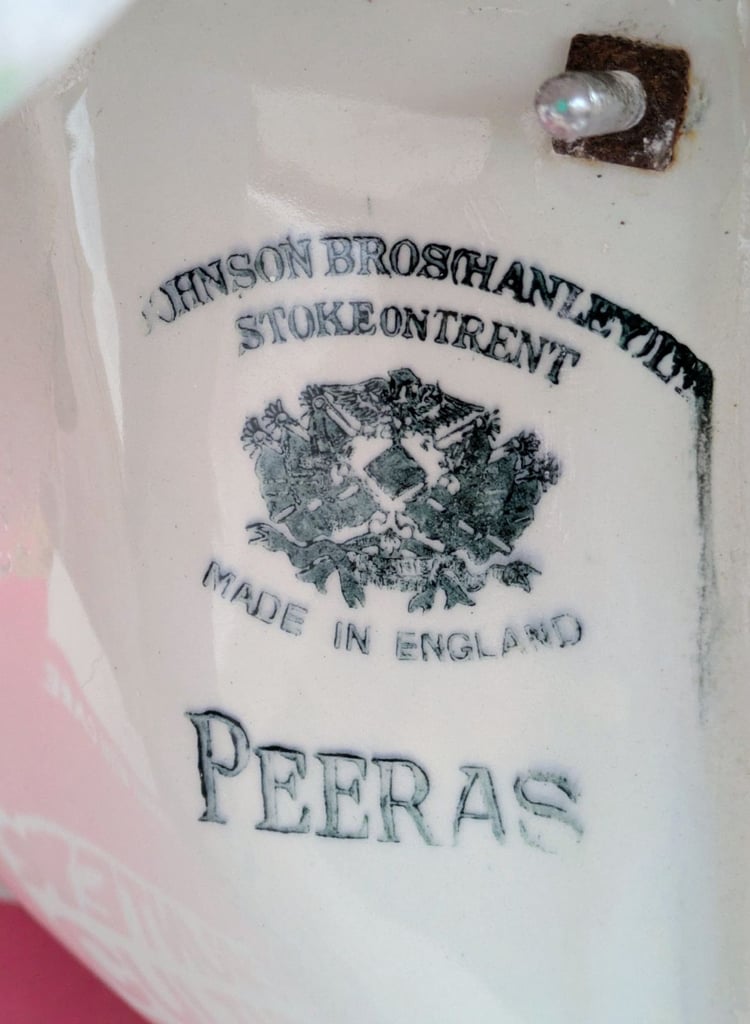 JOHNSON BROS (HANLEY) LTD
STOKE ON TRENT
MADE IN ENGLAND
PEERAS